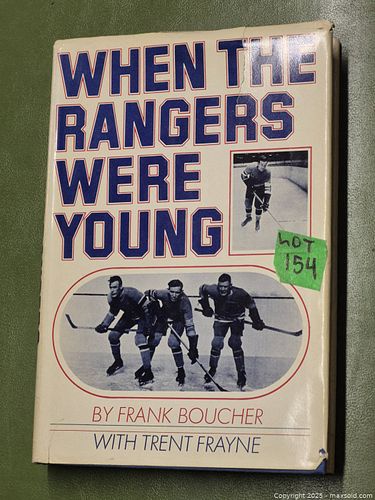 WHEN THE
RANGERS
WERE
YOUNG
LOT
154
BY FRANK BOUCHER
WITH TRENT FRAYNE
Copyright © 2025 - maxsold.com